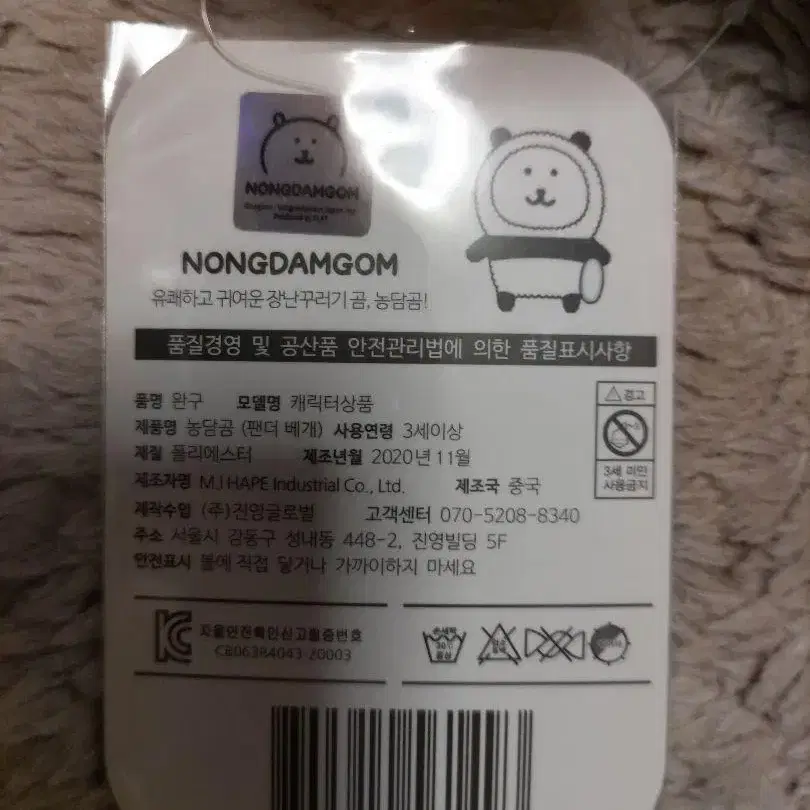 NONGDAMGOM
NONGDAMGOM
유쾌하고 귀여운 장난꾸러기 곰, 농담곰!
품질경영 및 공산품 안전관리법에 의한 품질표시사항
품명 완구 모델명 캐릭터상품
제품명 농담곰 (팬더 베개) 사용연령 3세이상
재질 폴리에스터 제조년월 2020년 11월
제조자명 M.J HAPE Industrial Co., Ltd. 제조국 중국
제작수입 (주)진영글로벌 고객센터 070-5208-8340
주소 서울시 강동구 성내동 448-2, 진영빌딩 5F
안전표시 불에 직접 닿거나 가까이하지 마세요
경고
3세 미만
사용금지
자율안전확인신고필증번호
CB063R4043-20003
손세탁
30℃
중성